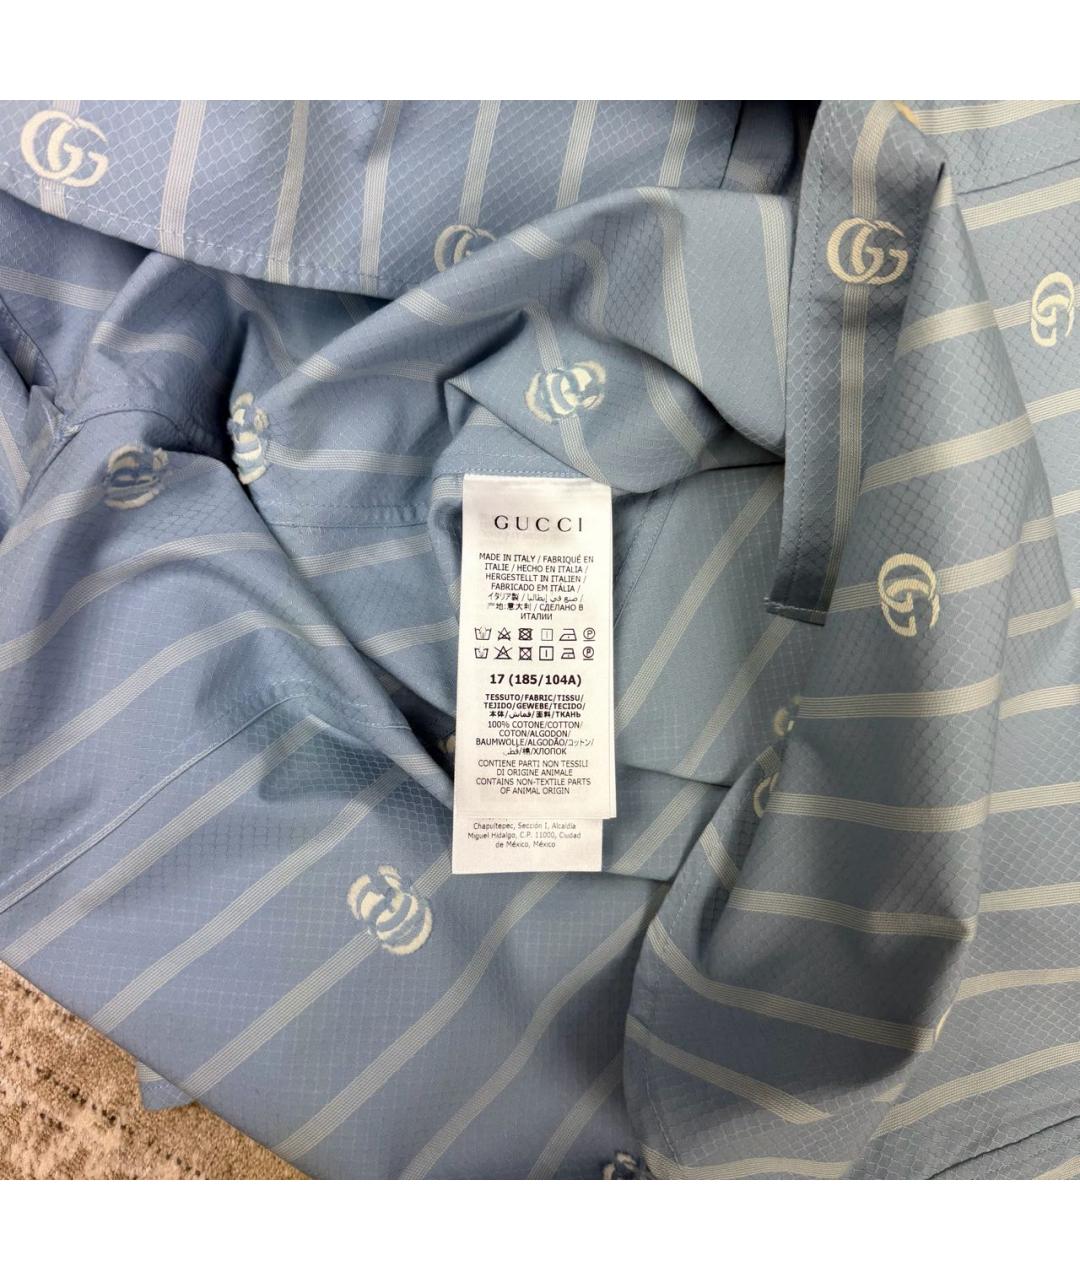 GUCCI
MADE IN ITALY / FABRIQUÉ EN
ITALIE / HECHO EN ITALIA /
HERGESTELLT IN ITALIEN /
FABRICADO EM ITÁLIA /
イタリア製 / صنع في إيطاليا /
产地:意大利 / СДЕЛАНО В
ИТАЛИИ
17 (185/104A)
TESSUTO/FABRIC/TISSU/
TEJIDO/GEWEBE/TECIDO/
本体/قماش/面料/ТКАНЬ
100% COTONE/COTTON/
COTON/ALGODON/
BAUMWOLLE/ALGODÃO/コットン/
قطن/棉/ХЛОПОК
CONTIENE PARTI NON TESSILI
DI ORIGINE ANIMALE
CONTAINS NON-TEXTILE PARTS
OF ANIMAL ORIGIN
Chapultepec, Sección I, Alcaldía
Miguel Hidalgo, C.P. 11000, Ciudad
de México, México